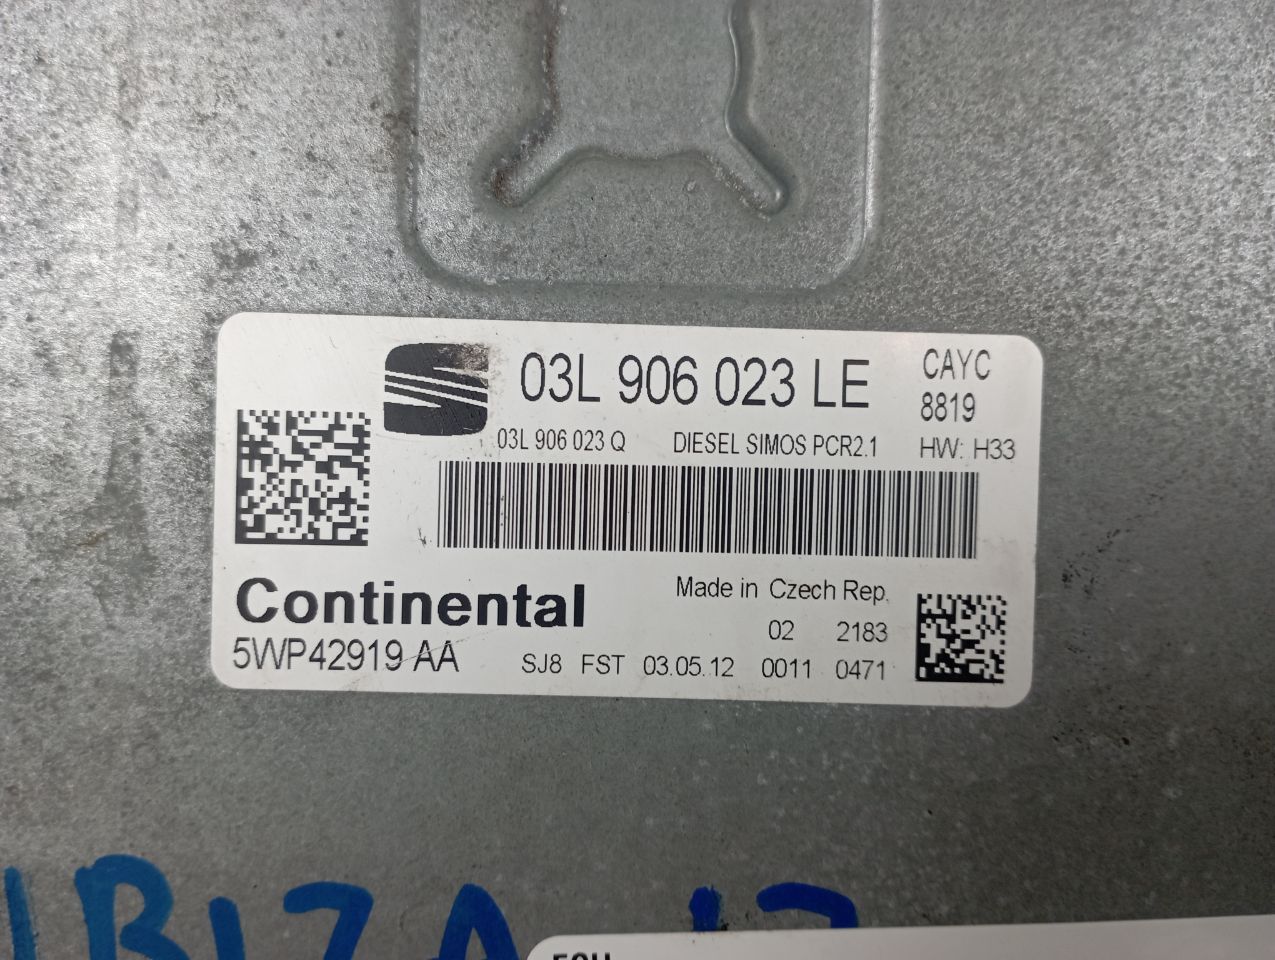 03L 906 023 LE
CAYC
8819
03L 906 023 Q DIESEL SIMOS PCR2.1 HW: H33
Continental
Made in Czech Rep.
02 2183
5WP42919 AA SJ8 FST 03.05.12 0011 0471
IBIZA